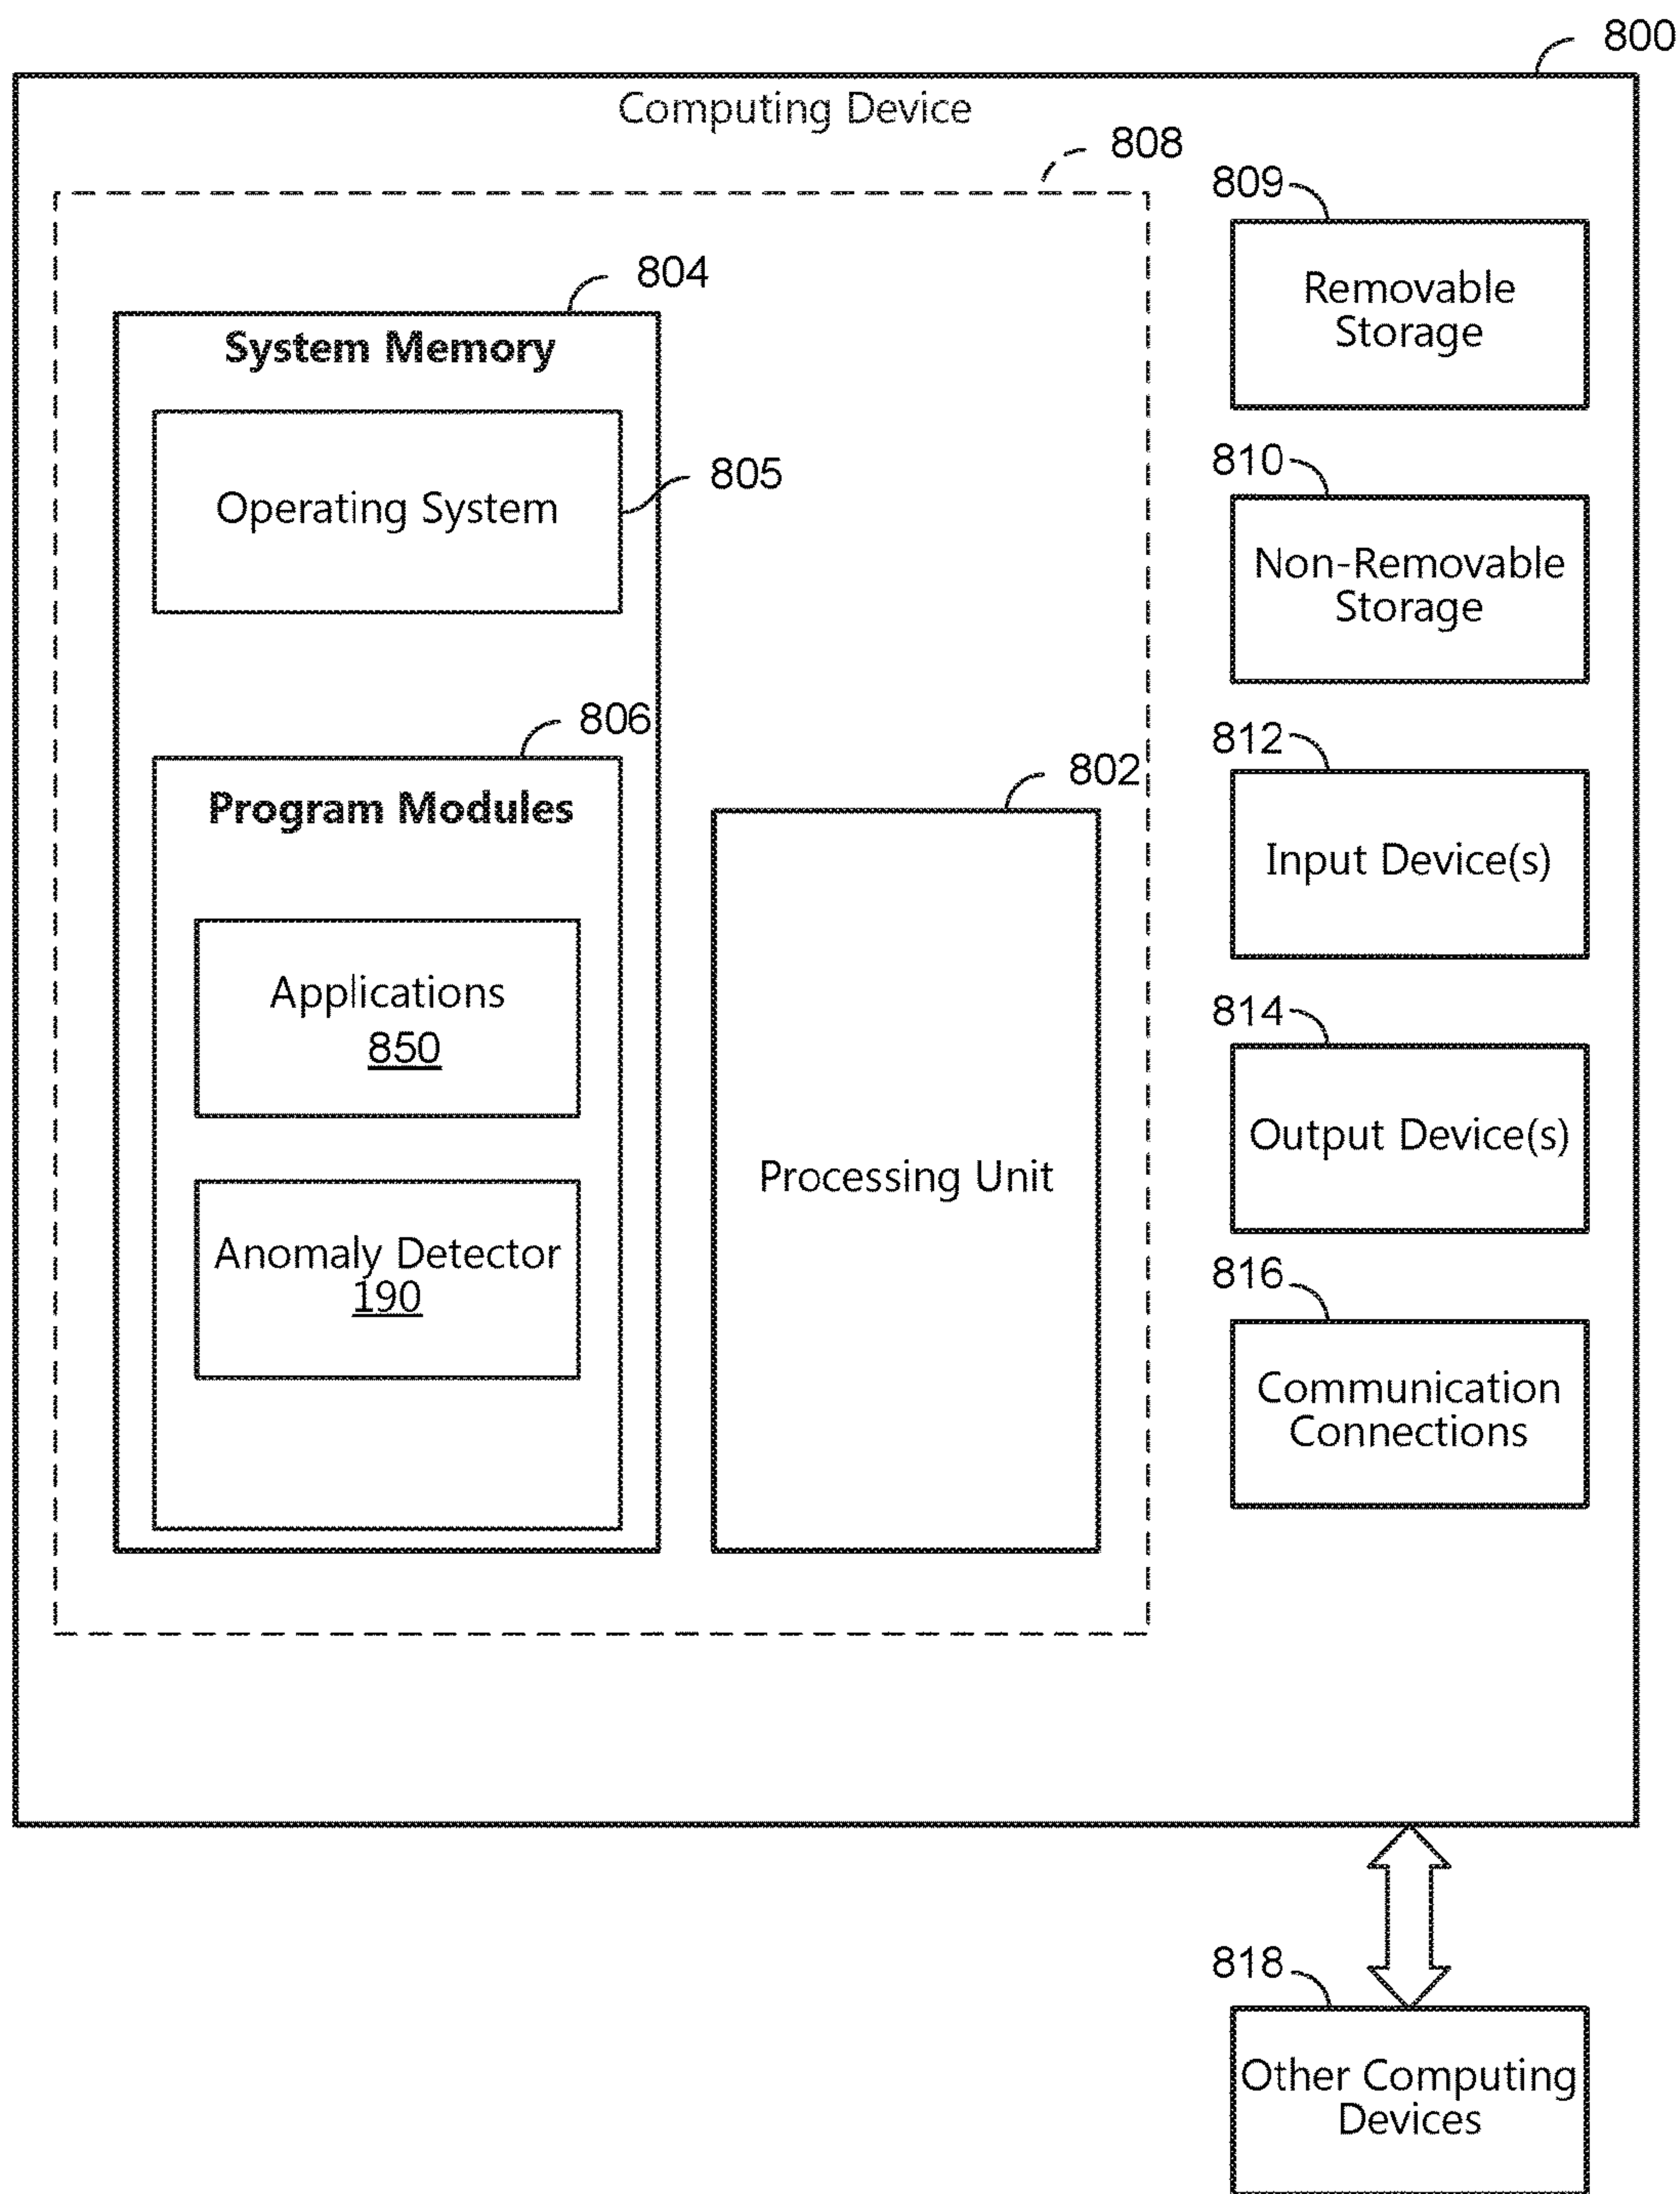 800
Computing Device
808
804
System Memory
Operating System
805
806
Program Modules
Applications
850
Anomaly Detector
190
802
Processing Unit
809
Removable
Storage
810
Non-Removable
Storage
812
Input Device(s)
814
Output Device(s)
816
Communication
Connections
818
Other Computing
Devices